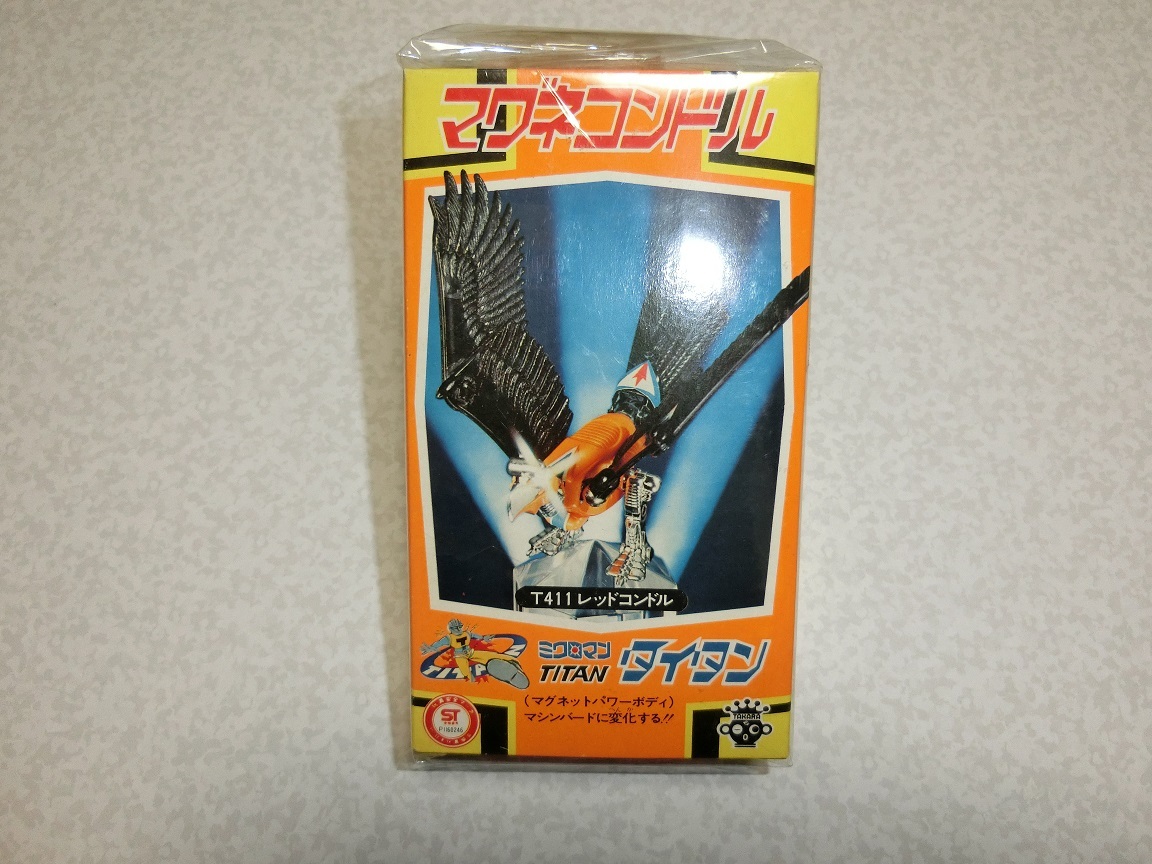 マグネコンドル
T411 レッドコンドル
ミクロマン
TITAN
タイタン
(マグネットパワーボディ)
マシンバードに変化する!!
ST
TAKARA